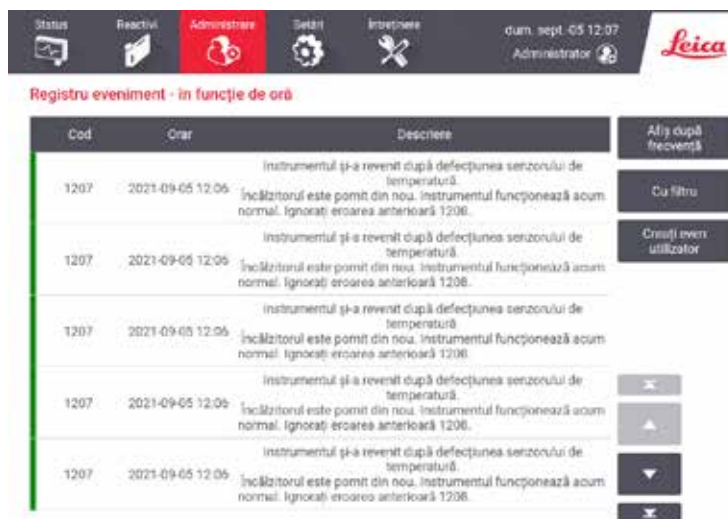 Status
Reactivi
Administrare
Setări
Întreținere
dum. sept.-05 12:07
Administrator
Leica
Registru eveniment - în funcție de oră
Cod
Orar
Descriere
Afiș după
frecvență
Cu filtru
Creați even
utilizator
1207
2021-09-05 12:06
Instrumentul și-a revenit după defecțiunea senzorului de
temperatură.
Încălzitorul este pornit din nou. Instrumentul funcționează acum
normal. Ignorați eroarea anterioară 1206.
1207
2021-09-05 12:06
Instrumentul și-a revenit după defecțiunea senzorului de
temperatură.
Încălzitorul este pornit din nou. Instrumentul funcționează acum
normal. Ignorați eroarea anterioară 1206.
1207
2021-09-05 12:06
Instrumentul și-a revenit după defecțiunea senzorului de
temperatură.
Încălzitorul este pornit din nou. Instrumentul funcționează acum
normal. Ignorați eroarea anterioară 1206.
1207
2021-09-05 12:06
Instrumentul și-a revenit după defecțiunea senzorului de
temperatură.
Încălzitorul este pornit din nou. Instrumentul funcționează acum
normal. Ignorați eroarea anterioară 1206.
1207
2021-09-05 12:06
Instrumentul și-a revenit după defecțiunea senzorului de
temperatură.
Încălzitorul este pornit din nou. Instrumentul funcționează acum
normal. Ignorați eroarea anterioară 1206.